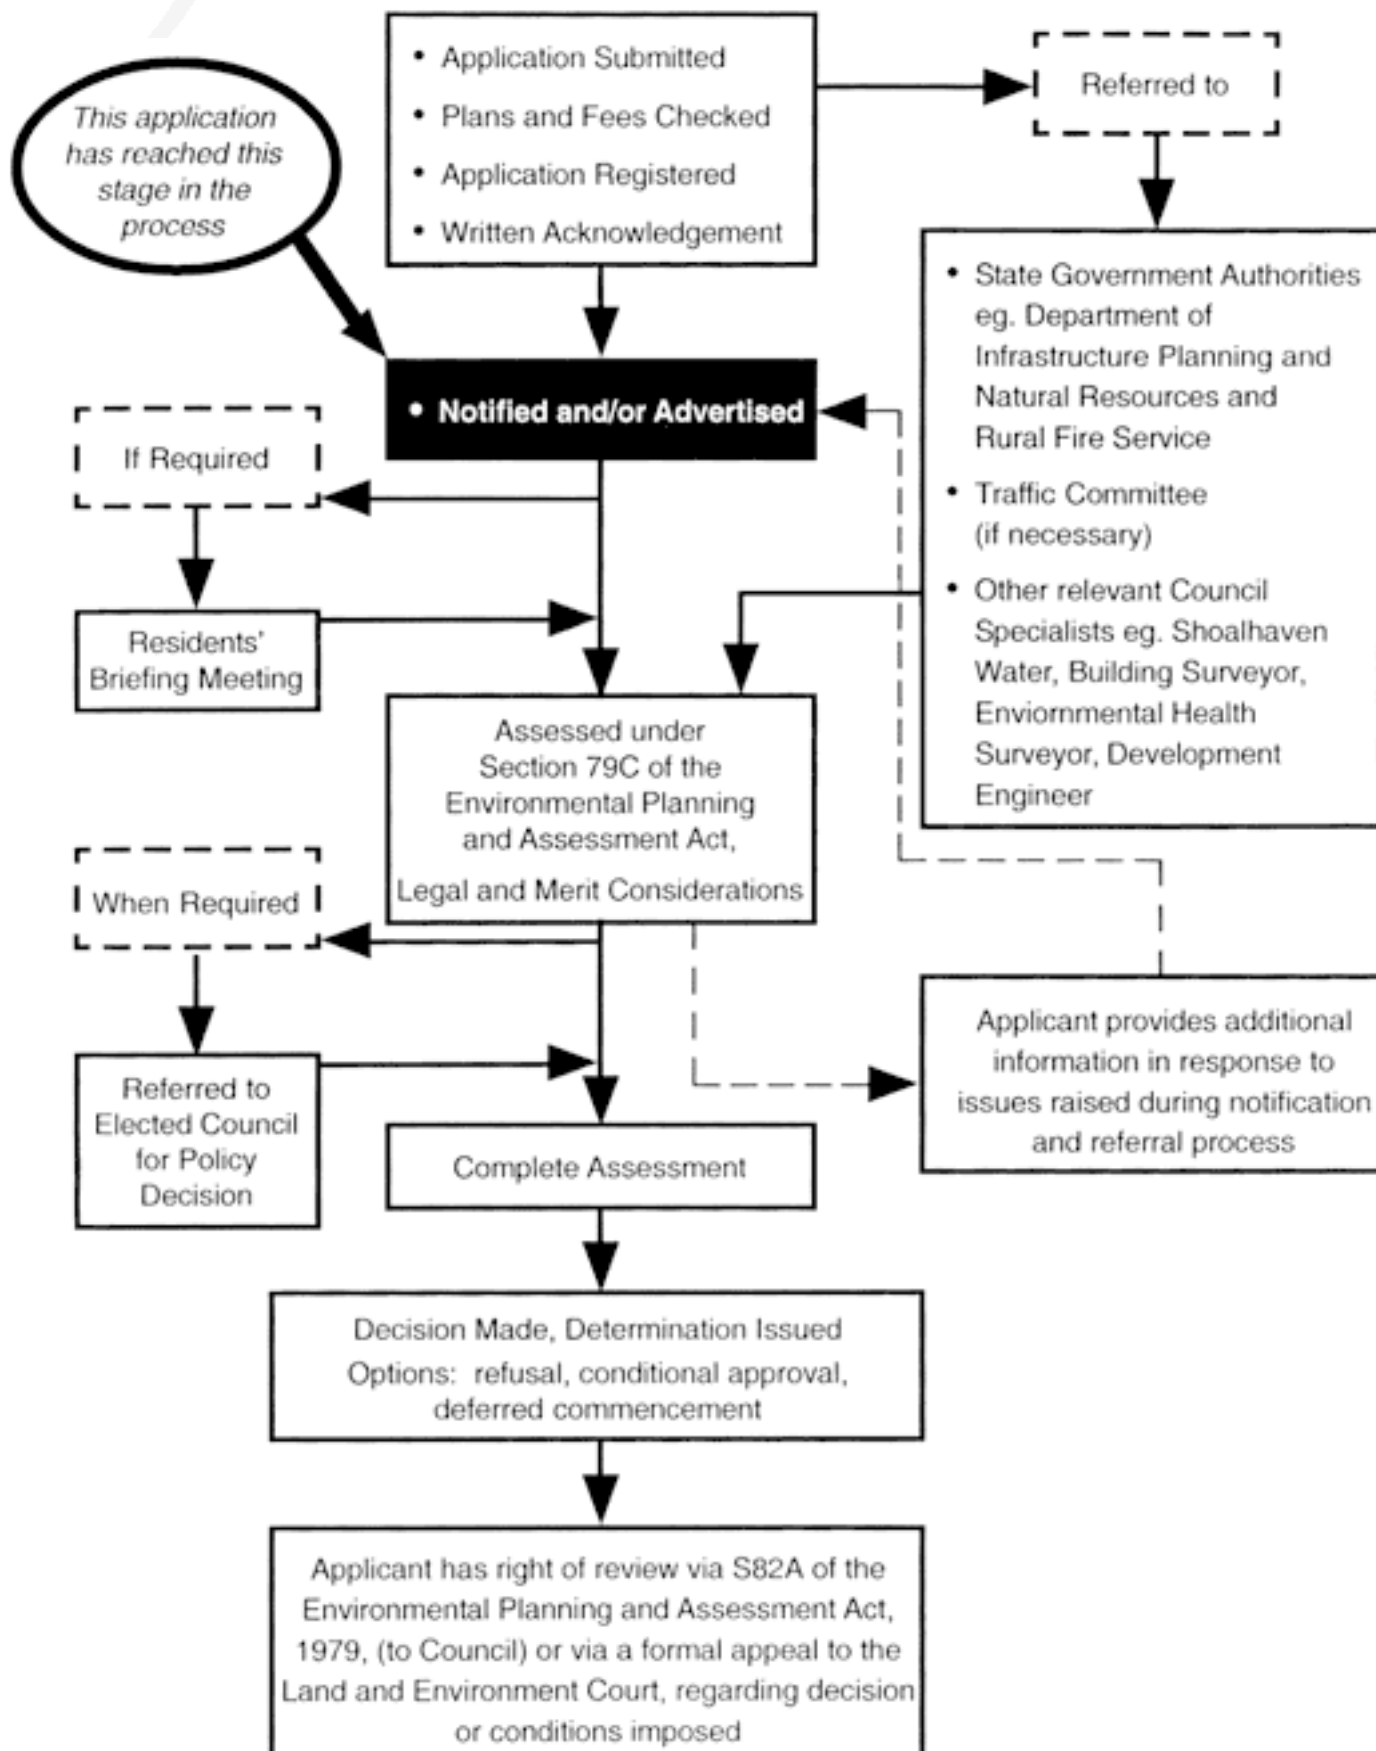 This application
has reached this
stage in the
process
• Application Submitted
• Plans and Fees Checked
• Application Registered
• Written Acknowledgement
Referred to
• State Government Authorities
eg. Department of
Infrastructure Planning and
Natural Resources and
Rural Fire Service
• Traffic Committee
(if necessary)
• Other relevant Council
Specialists eg. Shoalhaven
Water, Building Surveyor,
Enviornmental Health
Surveyor, Development
Engineer
• Notified and/or Advertised
If Required
Residents'
Briefing Meeting
Assessed under
Section 79C of the
Environmental Planning
and Assessment Act,
Legal and Merit Considerations
When Required
Referred to
Elected Council
for Policy
Decision
Applicant provides additional
information in response to
issues raised during notification
and referral process
Complete Assessment
Decision Made, Determination Issued
Options: refusal, conditional approval,
deferred commencement
Applicant has right of review via S82A of the
Environmental Planning and Assessment Act,
1979, (to Council) or via a formal appeal to the
Land and Environment Court, regarding decision
or conditions imposed